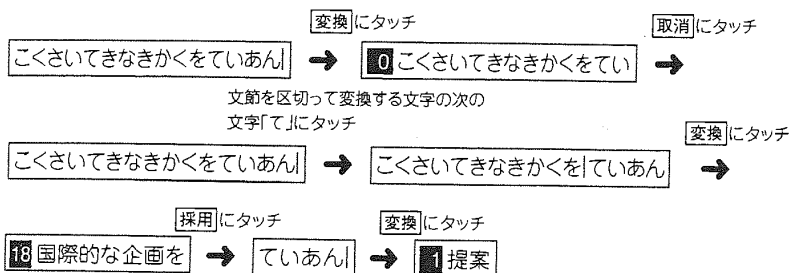 変換にタッチ 取消にタッチ
こくさいてきなきかくをていあん| ➔ 0 こくさいてきなきかくをてい ➔
文節を区切って変換する文字の次の
文字「て」にタッチ 変換にタッチ
こくさいてきなきかくをていあん| ➔ こくさいてきなきかくを|ていあん ➔
採用にタッチ 変換にタッチ
18 国際的な企画を ➔ ていあん| ➔ 1 提案